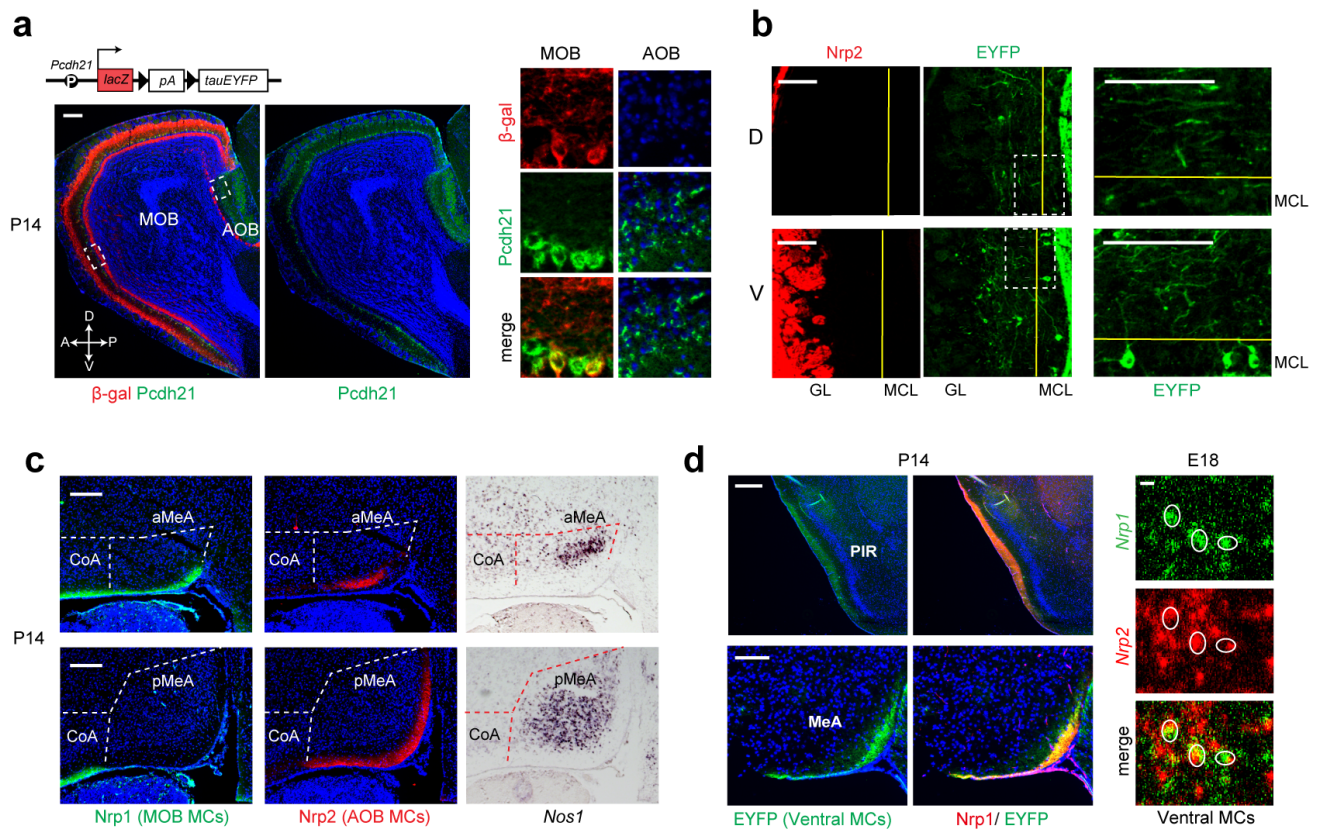 a
Pcdh21
P
lacZ
pA
tauEYFP
P14
MOB
AOB
D
A
P
V
β-gal Pcdh21
Pcdh21
MOB
AOB
β-gal
Pcdh21
merge
b
Nrp2
EYFP
D
V
MCL
MCL
GL
MCL
GL
MCL
EYFP
c
P14
aMeA
CoA
aMeA
CoA
aMeA
CoA
pMeA
CoA
pMeA
CoA
pMeA
CoA
Nrp1 (MOB MCs)
Nrp2 (AOB MCs)
Nos1
d
P14
E18
PIR
MeA
EYFP (Ventral MCs)
Nrp1/ EYFP
Nrp1
Nrp2
merge
Ventral MCs